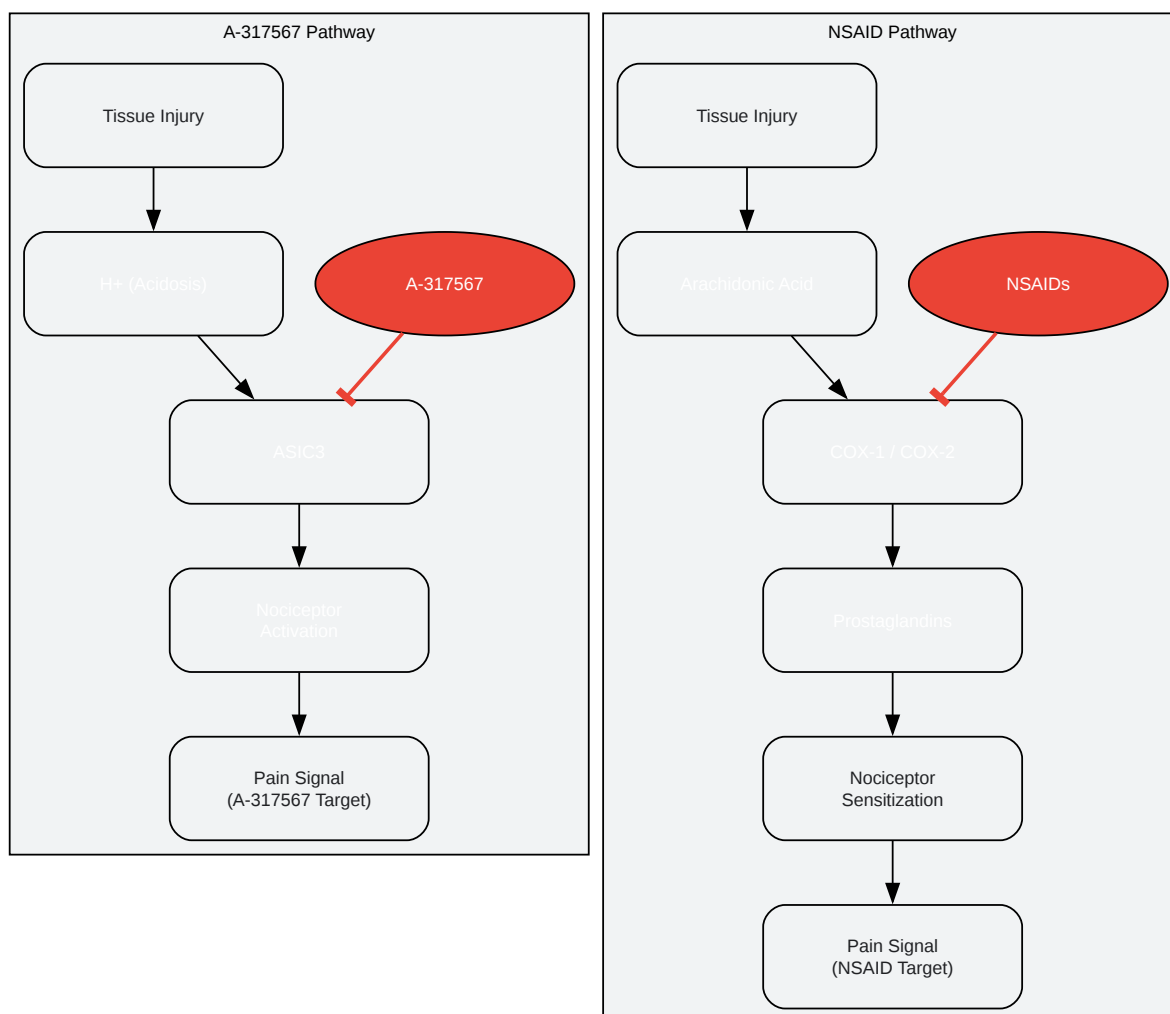 A-317567 Pathway
Tissue Injury
H+ (Acidosis)
A-317567
ASIC3
Nociceptor
Activation
Pain Signal
(A-317567 Target)
NSAID Pathway
Tissue Injury
Arachidonic Acid
NSAIDs
COX-1 / COX-2
Prostaglandins
Nociceptor
Sensitization
Pain Signal
(NSAID Target)